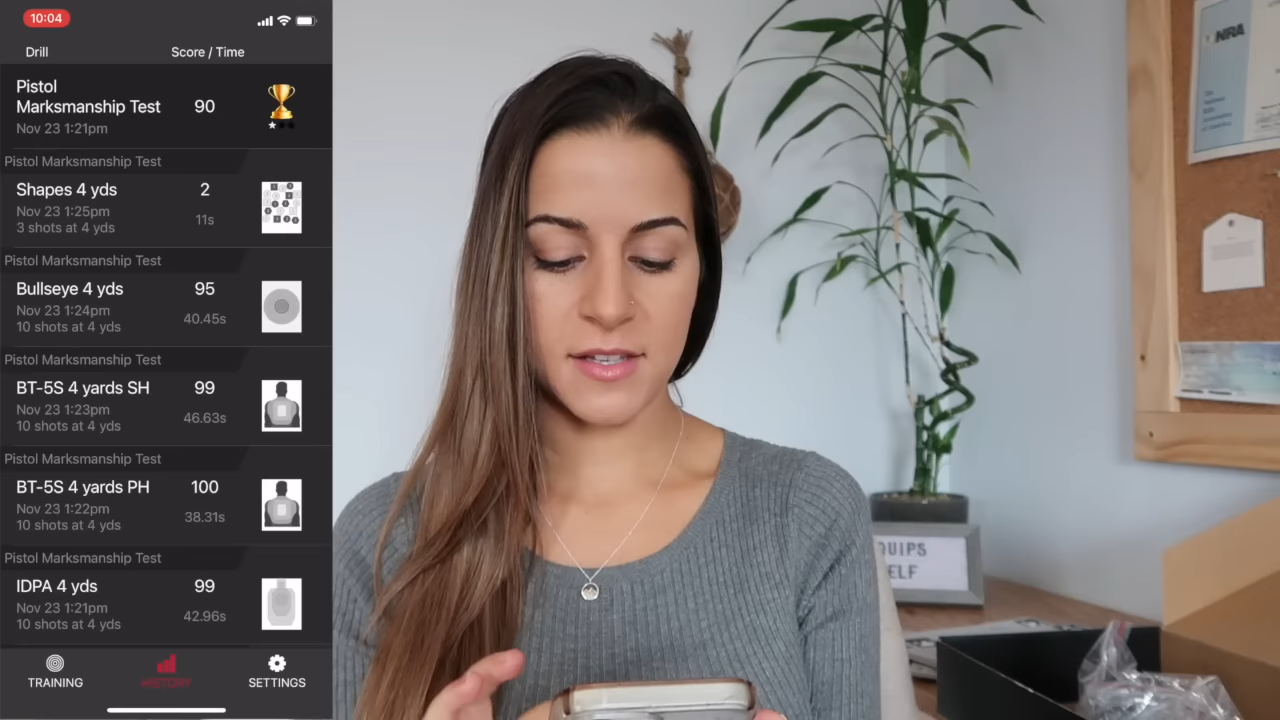 10:04
Drill Score / Time
Pistol
Marksmanship Test 90
Nov 23 1:21pm
Pistol Marksmanship Test
Shapes 4 yds 2
Nov 23 1:25pm 11s
3 shots at 4 yds
Pistol Marksmanship Test
Bullseye 4 yds 95
Nov 23 1:24pm 40.45s
10 shots at 4 yds
Pistol Marksmanship Test
BT-5S 4 yards SH 99
Nov 23 1:23pm 46.63s
10 shots at 4 yds
Pistol Marksmanship Test
BT-5S 4 yards PH 100
Nov 23 1:22pm 38.31s
10 shots at 4 yds
Pistol Marksmanship Test
IDPA 4 yds 99
Nov 23 1:21pm 42.96s
10 shots at 4 yds
TRAINING HISTORY SETTINGS
NRA
QUIPS
ELF